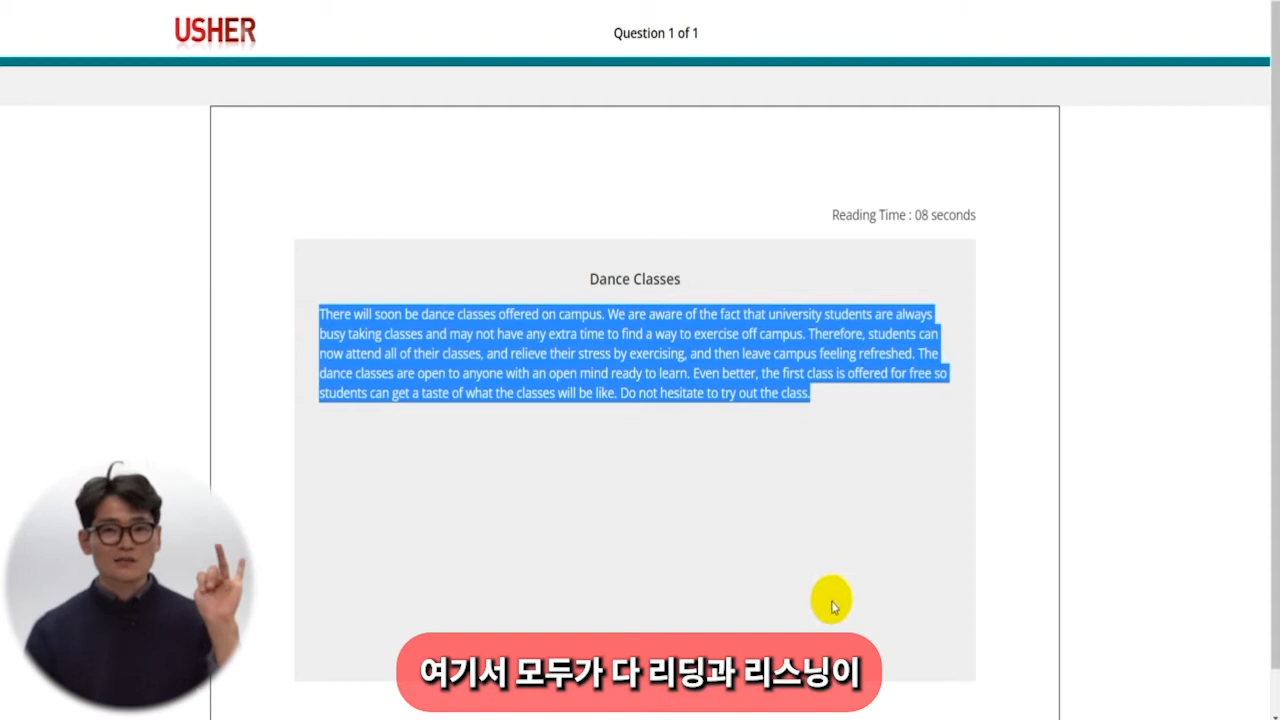 USHER
Question 1 of 1
Reading Time : 08 seconds
Dance Classes
There will soon be dance classes offered on campus. We are aware of the fact that university students are always
busy taking classes and may not have any extra time to find a way to exercise off campus. Therefore, students can
now attend all of their classes, and relieve their stress by exercising, and then leave campus feeling refreshed. The
dance classes are open to anyone with an open mind ready to learn. Even better, the first class is offered for free so
students can get a taste of what the classes will be like. Do not hesitate to try out the class.
여기서 모두가 다 리딩과 리스닝이